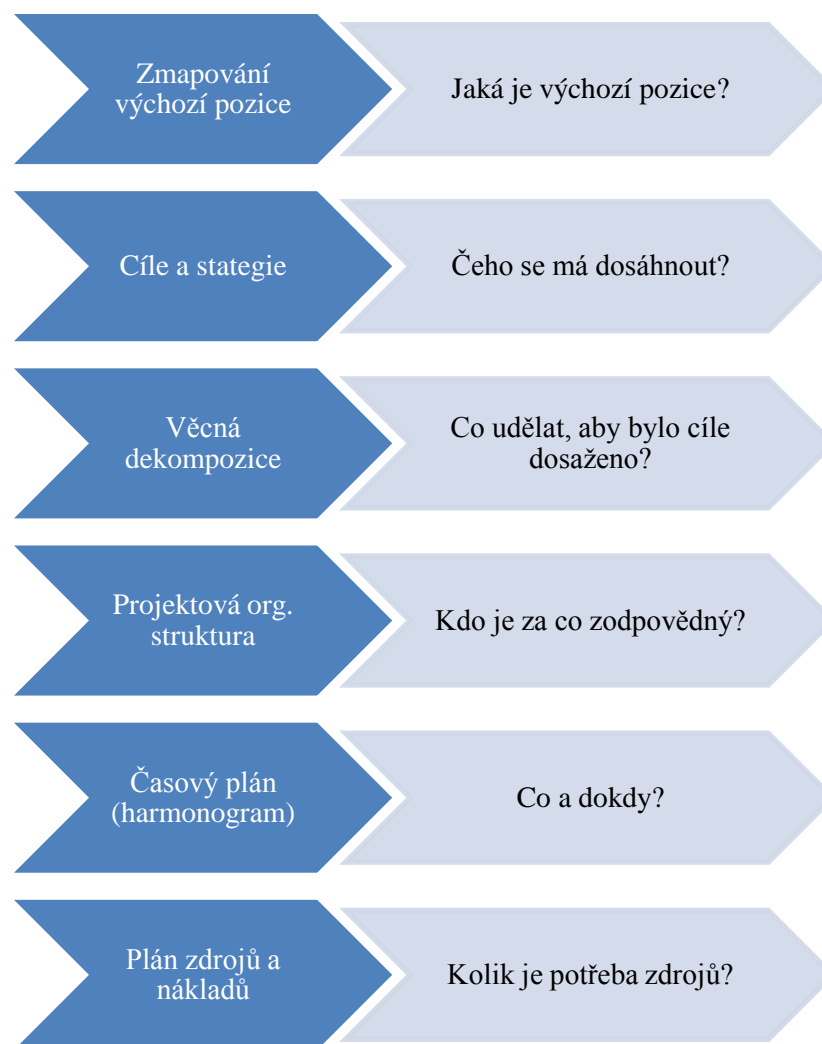 Zmapování
výchozí pozice
Jaká je výchozí pozice?
Cíle a stategie
Čeho se má dosáhnout?
Věcná
dekompozice
Co udělat, aby bylo cíle
dosaženo?
Projektová org.
struktura
Kdo je za co zodpovědný?
Časový plán
(harmonogram)
Co a dokdy?
Plán zdrojů a
nákladů
Kolik je potřeba zdrojů?